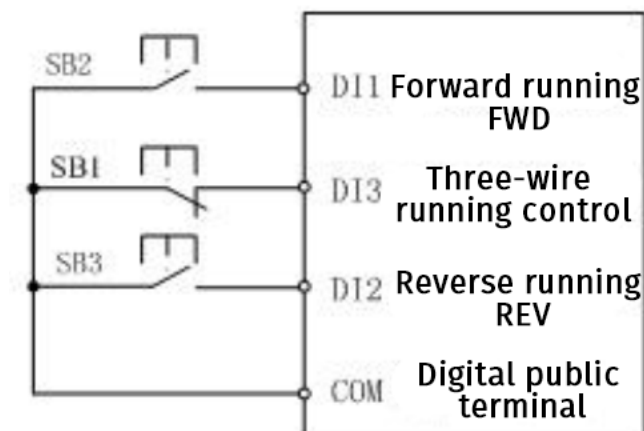 SB2
DI1 Forward running
FWD
SB1
DI3 Three-wire
running control
SB3
DI2 Reverse running
REV
COM Digital public
terminal